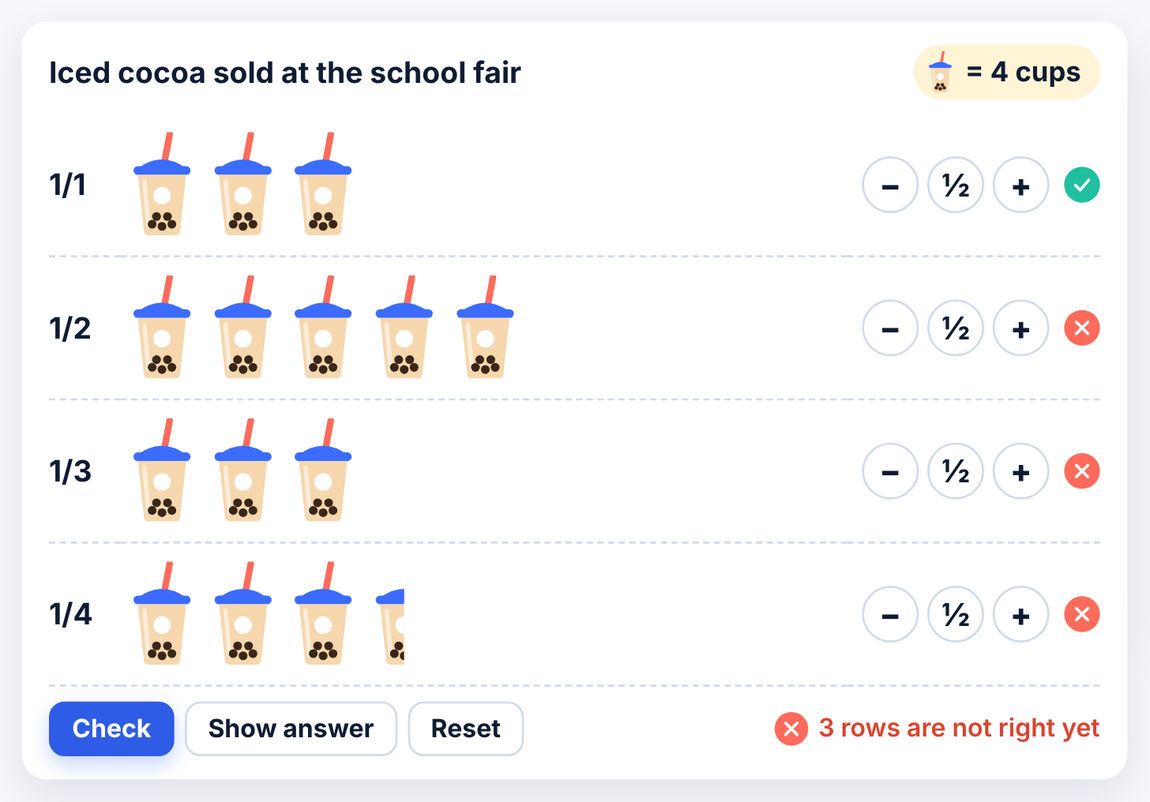 Iced cocoa sold at the school fair
= 4 cups
1/1 − ½ +
1/2 − ½ +
1/3 − ½ +
1/4 − ½ +
Check Show answer Reset 3 rows are not right yet